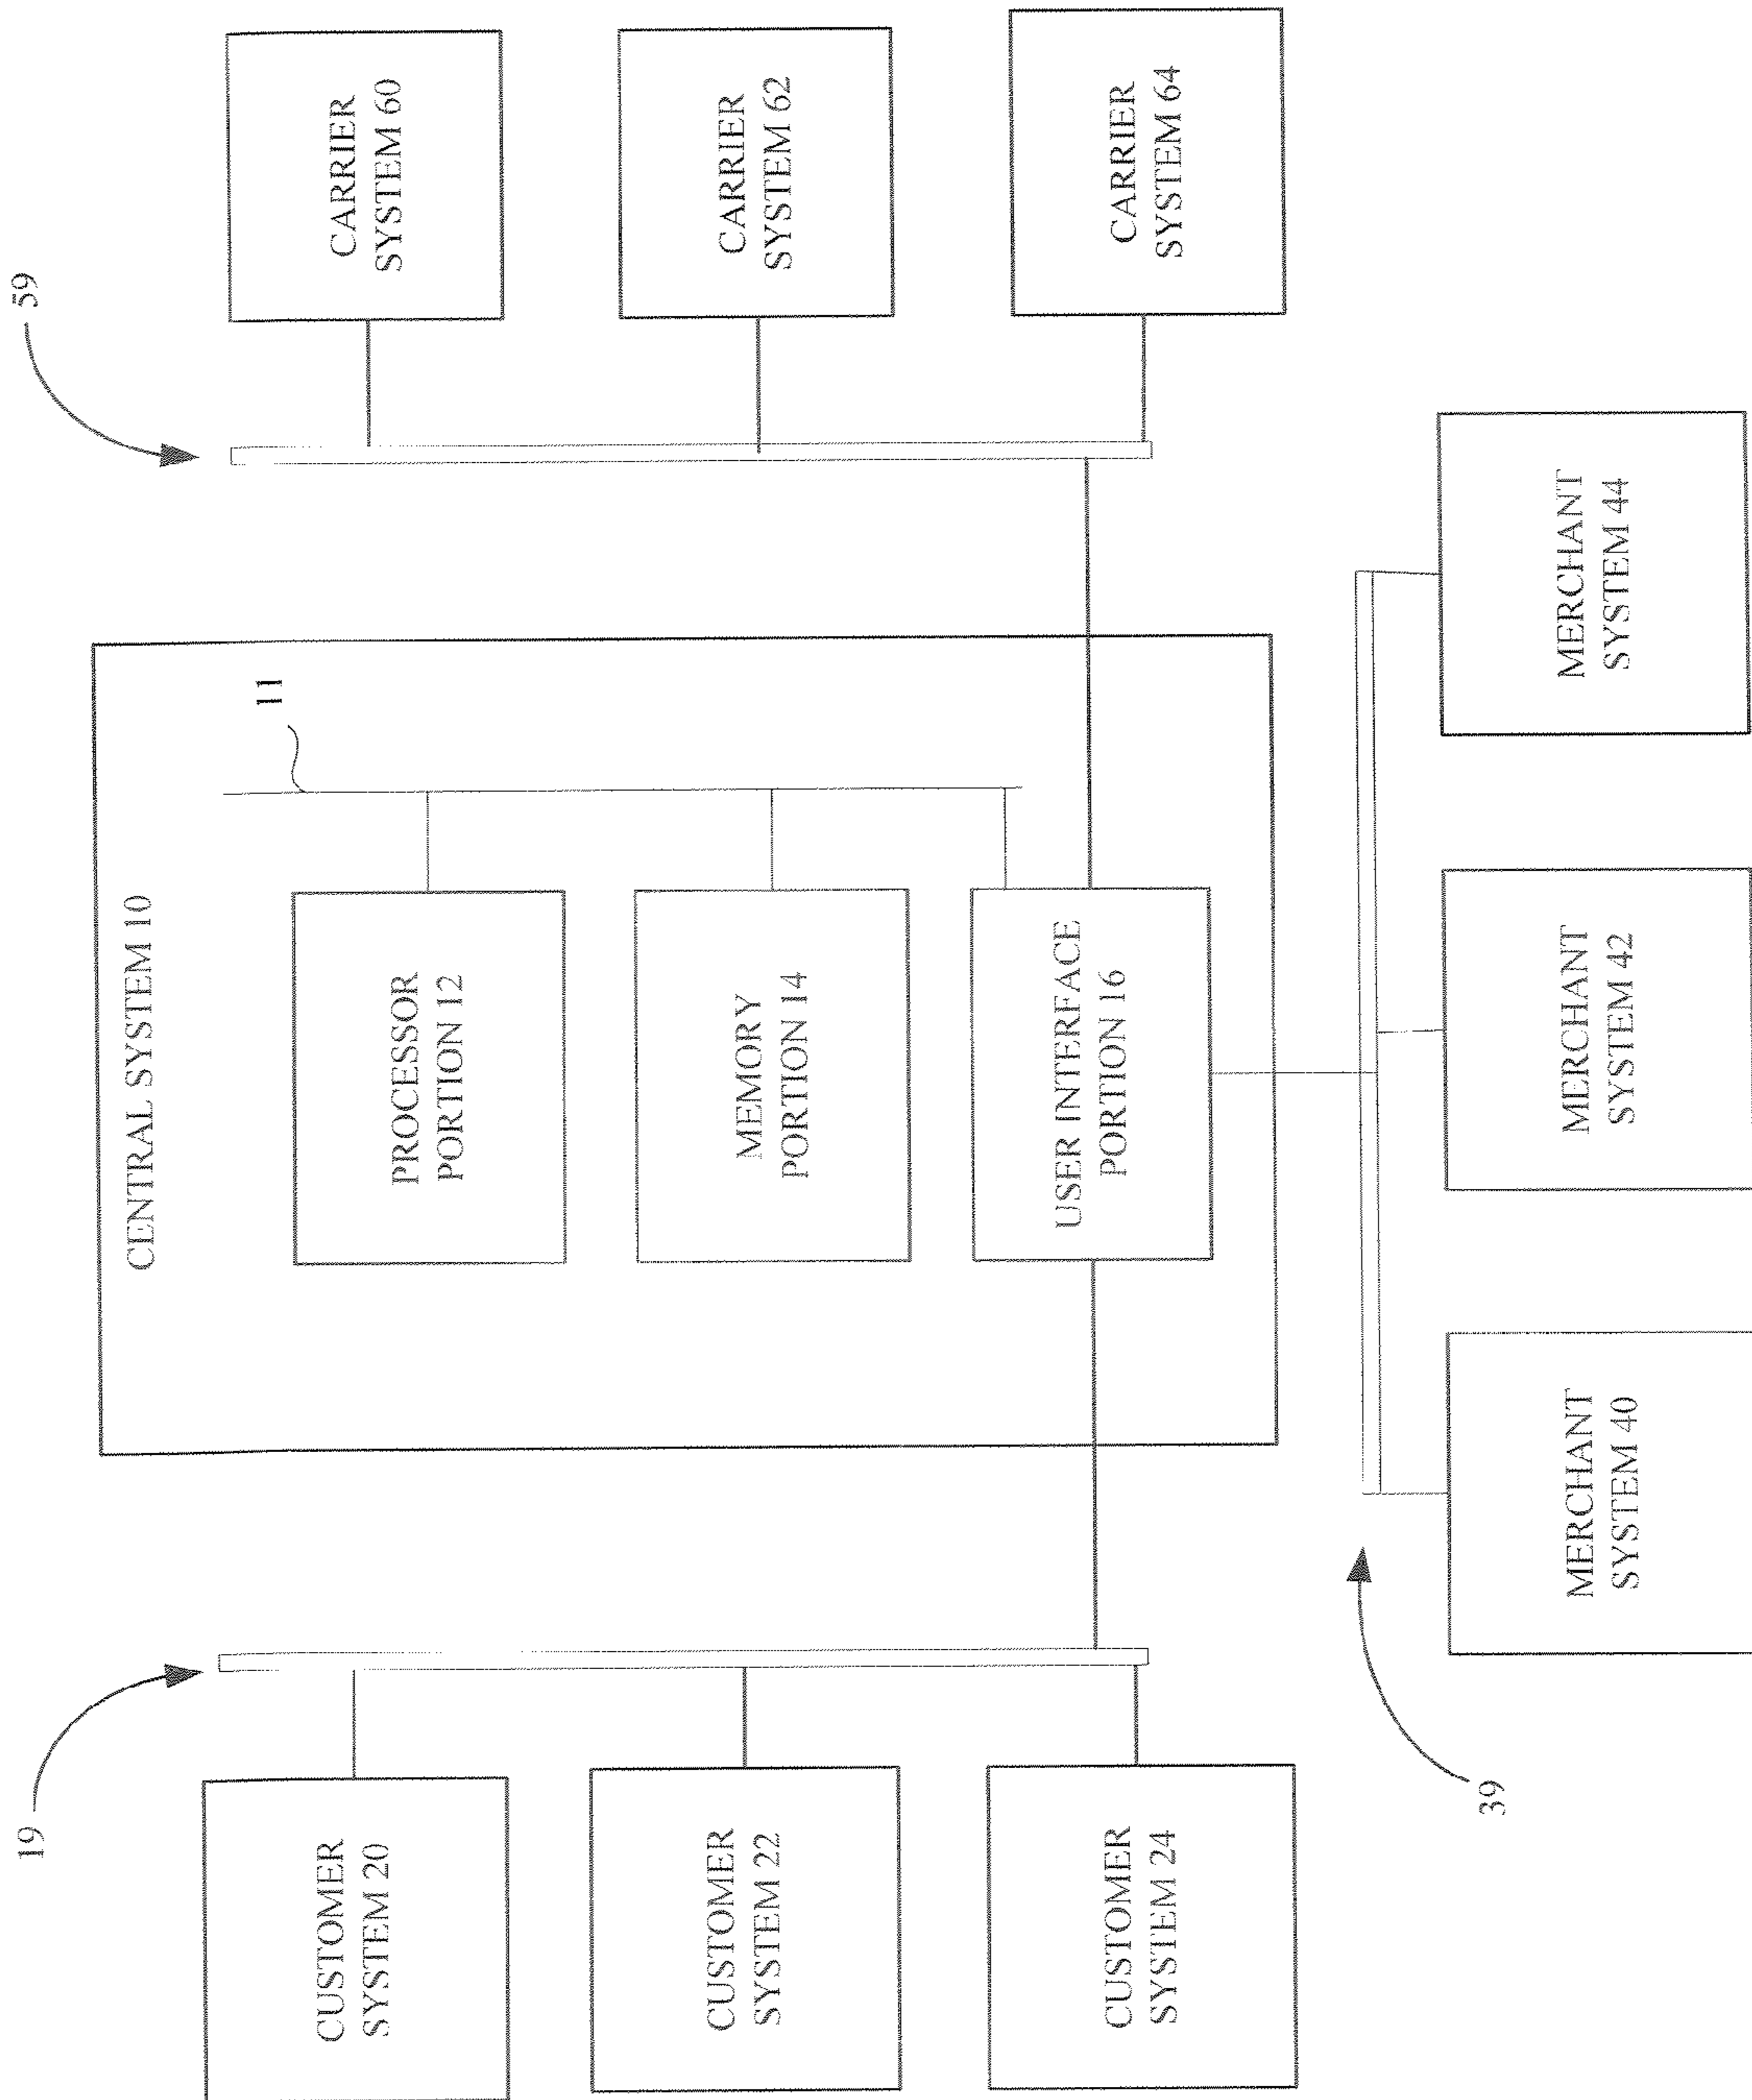 19
CUSTOMER
SYSTEM 20
CUSTOMER
SYSTEM 22
CUSTOMER
SYSTEM 24
CENTRAL SYSTEM 10
11
PROCESSOR
PORTION 12
MEMORY
PORTION 14
USER INTERFACE
PORTION 16
59
CARRIER
SYSTEM 60
CARRIER
SYSTEM 62
CARRIER
SYSTEM 64
39
MERCHANT
SYSTEM 40
MERCHANT
SYSTEM 42
MERCHANT
SYSTEM 44